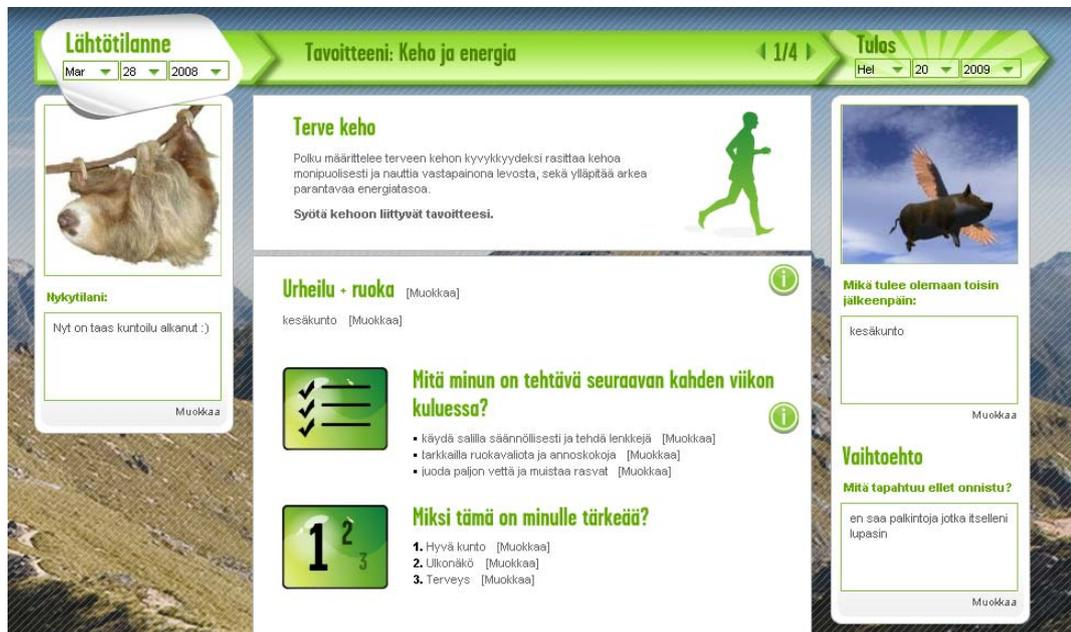 Lähtötilanne
Mar 28 2008
Tavoitteeni: Keho ja energia
1/4
Tulos
Hel 20 2009
Nykytilani:
Nyt on taas kuntoilu alkanut :)
Muokkaa
Terve keho
Polku määrittelee terveen kehon kyvykkyydeksi rasittaa kehoa
monipuolisesti ja nauttia vastapainona levosta, sekä ylläpitää arkea
parantavaa energiatasoa.
Syötä kehoon liittyvät tavoitteesi.
Urheilu + ruoka [Muokkaa]
kesäkunto [Muokkaa]
Mitä minun on tehtävä seuraavan kahden viikon
kuluessa?
▪ käydä salilla säännöllisesti ja tehdä lenkkejä [Muokkaa]
▪ tarkkailla ruokavaliota ja annoskokoja [Muokkaa]
▪ juoda paljon vettä ja muistaa rasvat [Muokkaa]
1 2 3
Miksi tämä on minulle tärkeää?
1. Hyvä kunto [Muokkaa]
2. Ulkonäkö [Muokkaa]
3. Terveys [Muokkaa]
Mikä tulee olemaan toisin
jälkeenpäin:
kesäkunto
Muokkaa
Vaihtoehto
Mitä tapahtuu ellet onnistu?
en saa palkintoja jotka itselleni
lupasin
Muokkaa